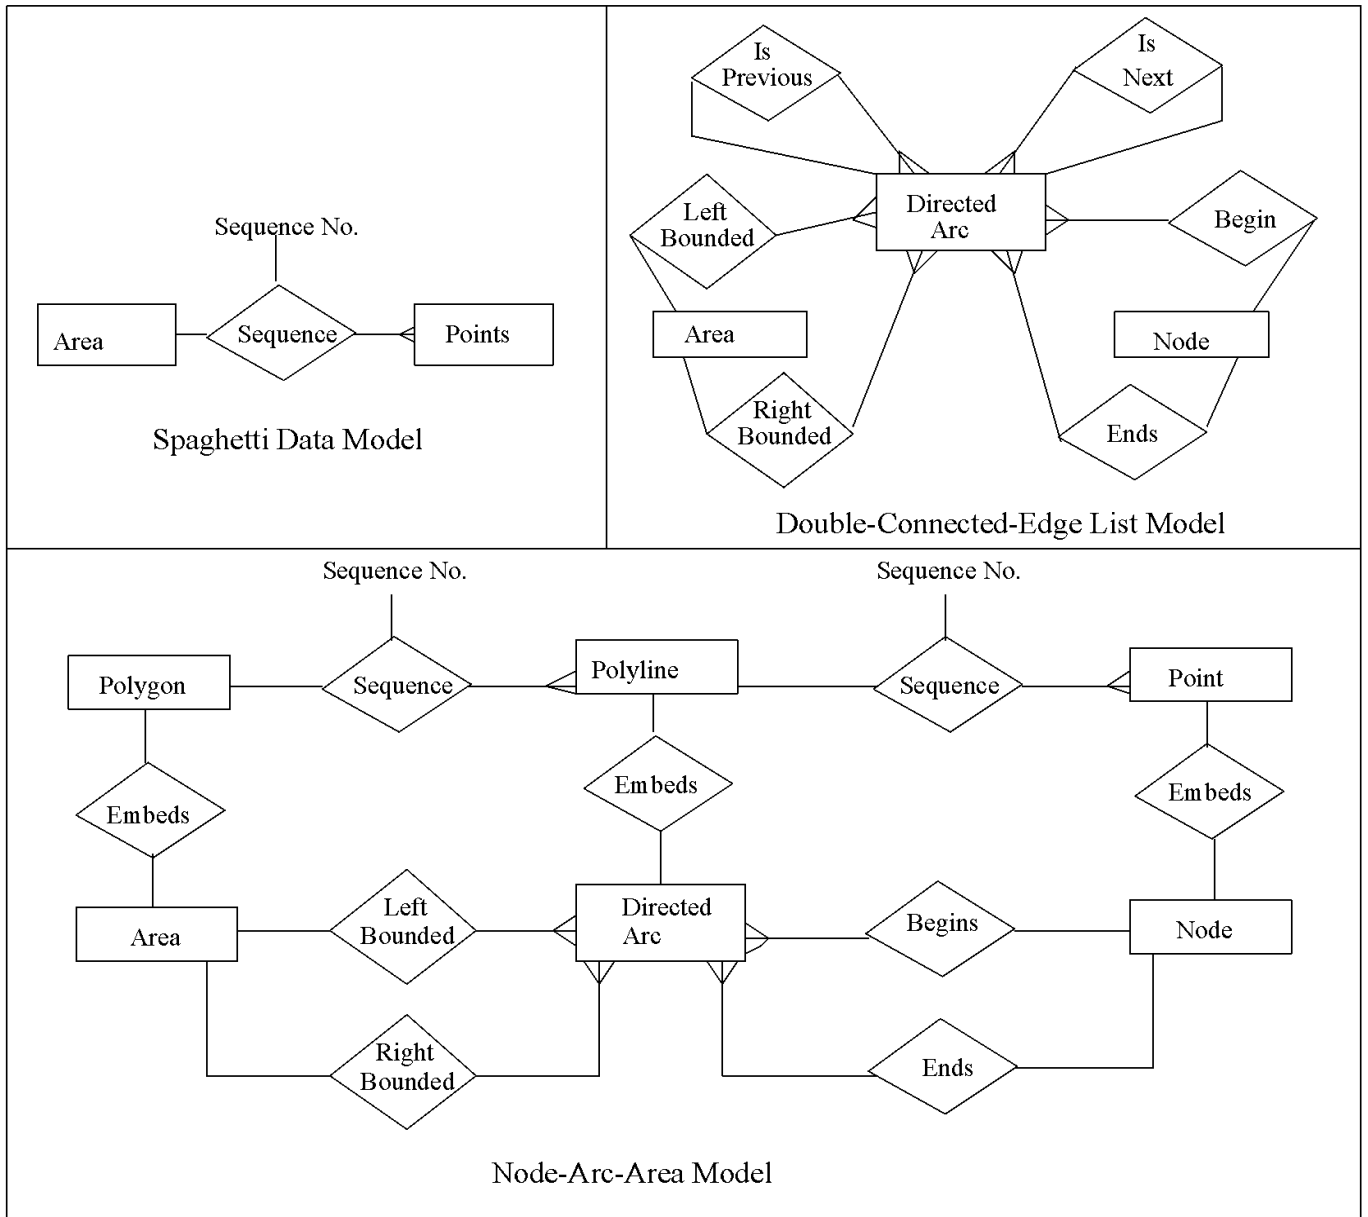 Sequence No.
Area
Sequence
Points
Spaghetti Data Model
Is
Previous
Is
Next
Left
Bounded
Directed
Arc
Begin
Area
Node
Right
Bounded
Ends
Double-Connected-Edge List Model
Sequence No.
Sequence No.
Polygon
Sequence
Polyline
Sequence
Point
Embeds
Embeds
Embeds
Area
Left
Bounded
Directed
Arc
Begins
Node
Right
Bounded
Ends
Node-Arc-Area Model